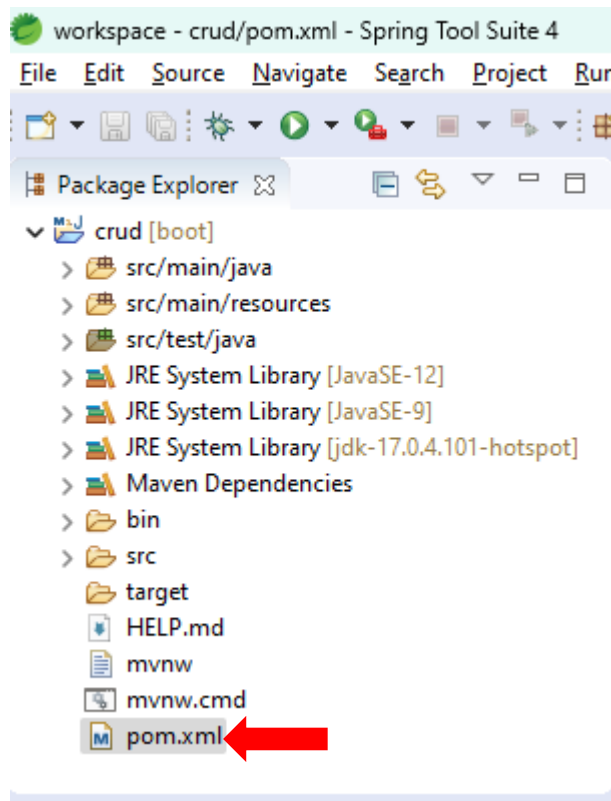 workspace - crud/pom.xml - Spring Tool Suite 4
File Edit Source Navigate Search Project Rur
Package Explorer
crud [boot]
src/main/java
src/main/resources
src/test/java
JRE System Library [JavaSE-12]
JRE System Library [JavaSE-9]
JRE System Library [jdk-17.0.4.101-hotspot]
Maven Dependencies
bin
src
target
HELP.md
mvnw
mvnw.cmd
pom.xml